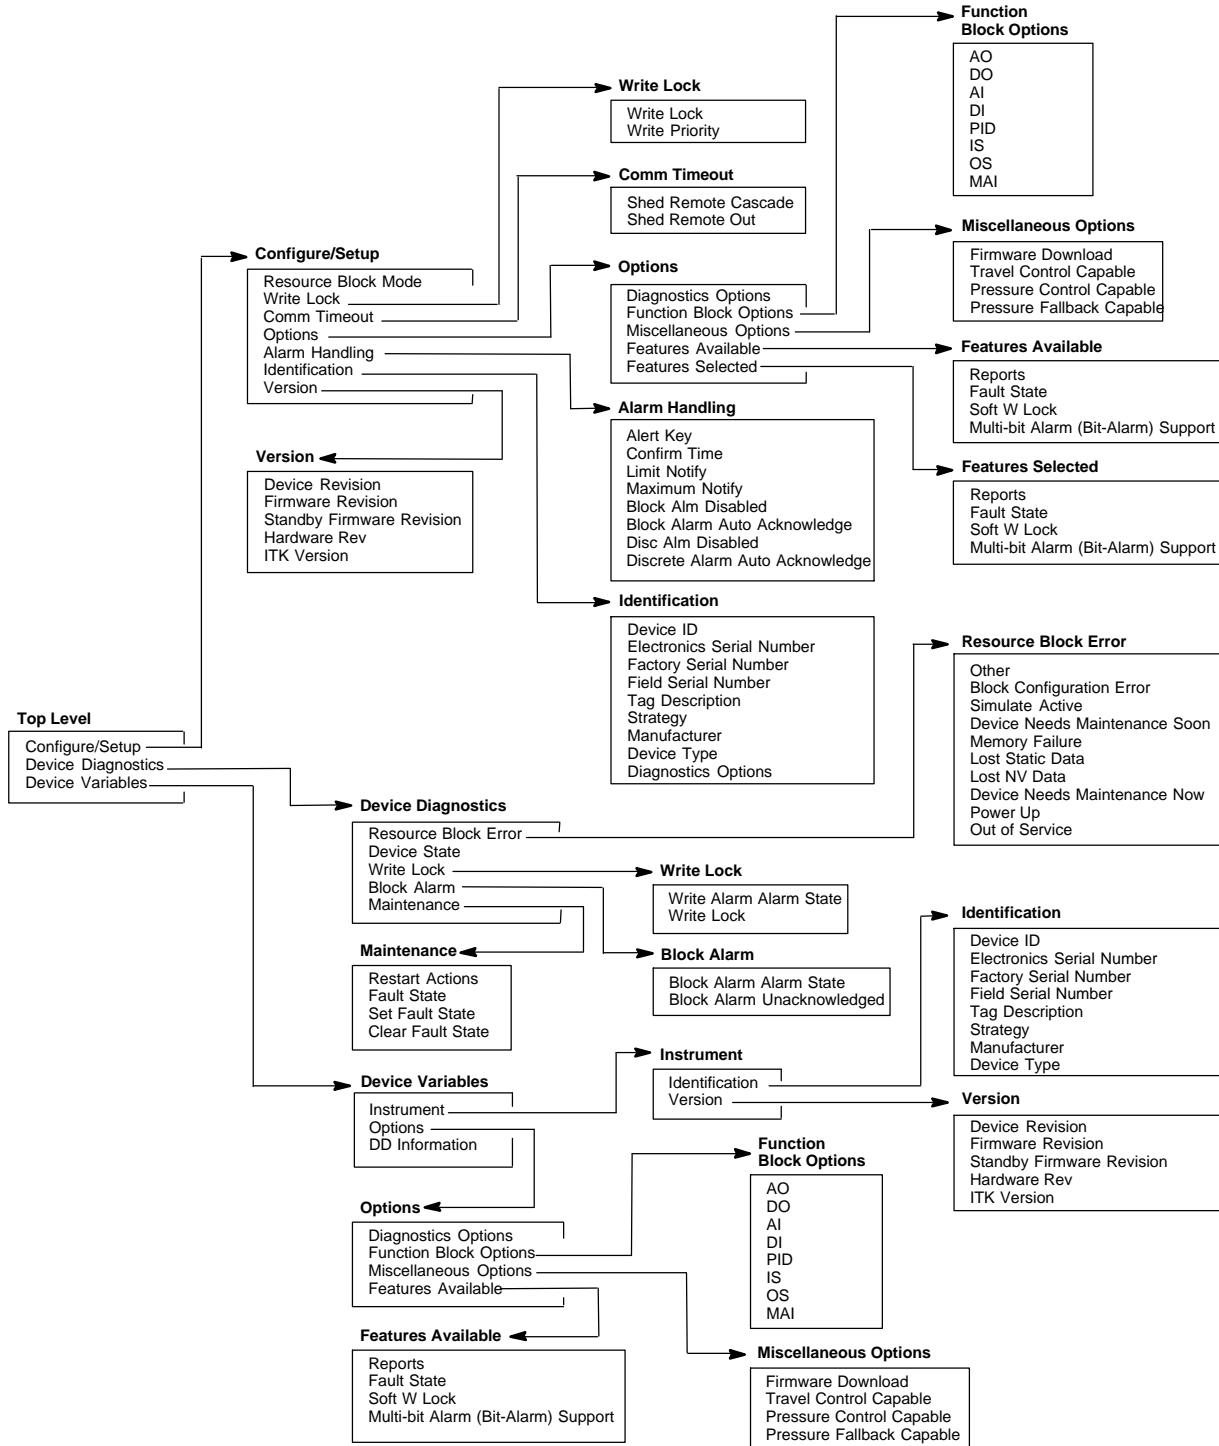 Function
Block Options
AO
DO
AI
DI
PID
IS
OS
MAI
Write Lock
Write Lock
Write Priority
Comm Timeout
Shed Remote Cascade
Shed Remote Out
Miscellaneous Options
Firmware Download
Travel Control Capable
Pressure Control Capable
Pressure Fallback Capable
Configure/Setup
Resource Block Mode
Write Lock
Comm Timeout
Options
Alarm Handling
Identification
Version
Options
Diagnostics Options
Function Block Options
Miscellaneous Options
Features Available
Features Selected
Features Available
Reports
Fault State
Soft W Lock
Multi-bit Alarm (Bit-Alarm) Support
Alarm Handling
Alert Key
Confirm Time
Limit Notify
Maximum Notify
Block Alm Disabled
Block Alarm Auto Acknowledge
Disc Alm Disabled
Discrete Alarm Auto Acknowledge
Version
Device Revision
Firmware Revision
Standby Firmware Revision
Hardware Rev
ITK Version
Features Selected
Reports
Fault State
Soft W Lock
Multi-bit Alarm (Bit-Alarm) Support
Identification
Device ID
Electronics Serial Number
Factory Serial Number
Field Serial Number
Tag Description
Strategy
Manufacturer
Device Type
Diagnostics Options
Resource Block Error
Other
Block Configuration Error
Simulate Active
Device Needs Maintenance Soon
Memory Failure
Lost Static Data
Lost NV Data
Device Needs Maintenance Now
Power Up
Out of Service
Top Level
Configure/Setup
Device Diagnostics
Device Variables
Device Diagnostics
Resource Block Error
Device State
Write Lock
Block Alarm
Maintenance
Write Lock
Write Alarm Alarm State
Write Lock
Maintenance
Restart Actions
Fault State
Set Fault State
Clear Fault State
Block Alarm
Block Alarm Alarm State
Block Alarm Unacknowledged
Identification
Device ID
Electronics Serial Number
Factory Serial Number
Field Serial Number
Tag Description
Strategy
Manufacturer
Device Type
Device Variables
Instrument
Options
DD Information
Instrument
Identification
Version
Version
Device Revision
Firmware Revision
Standby Firmware Revision
Hardware Rev
ITK Version
Options
Diagnostics Options
Function Block Options
Miscellaneous Options
Features Available
Function
Block Options
AO
DO
AI
DI
PID
IS
OS
MAI
Features Available
Reports
Fault State
Soft W Lock
Multi-bit Alarm (Bit-Alarm) Support
Miscellaneous Options
Firmware Download
Travel Control Capable
Pressure Control Capable
Pressure Fallback Capable